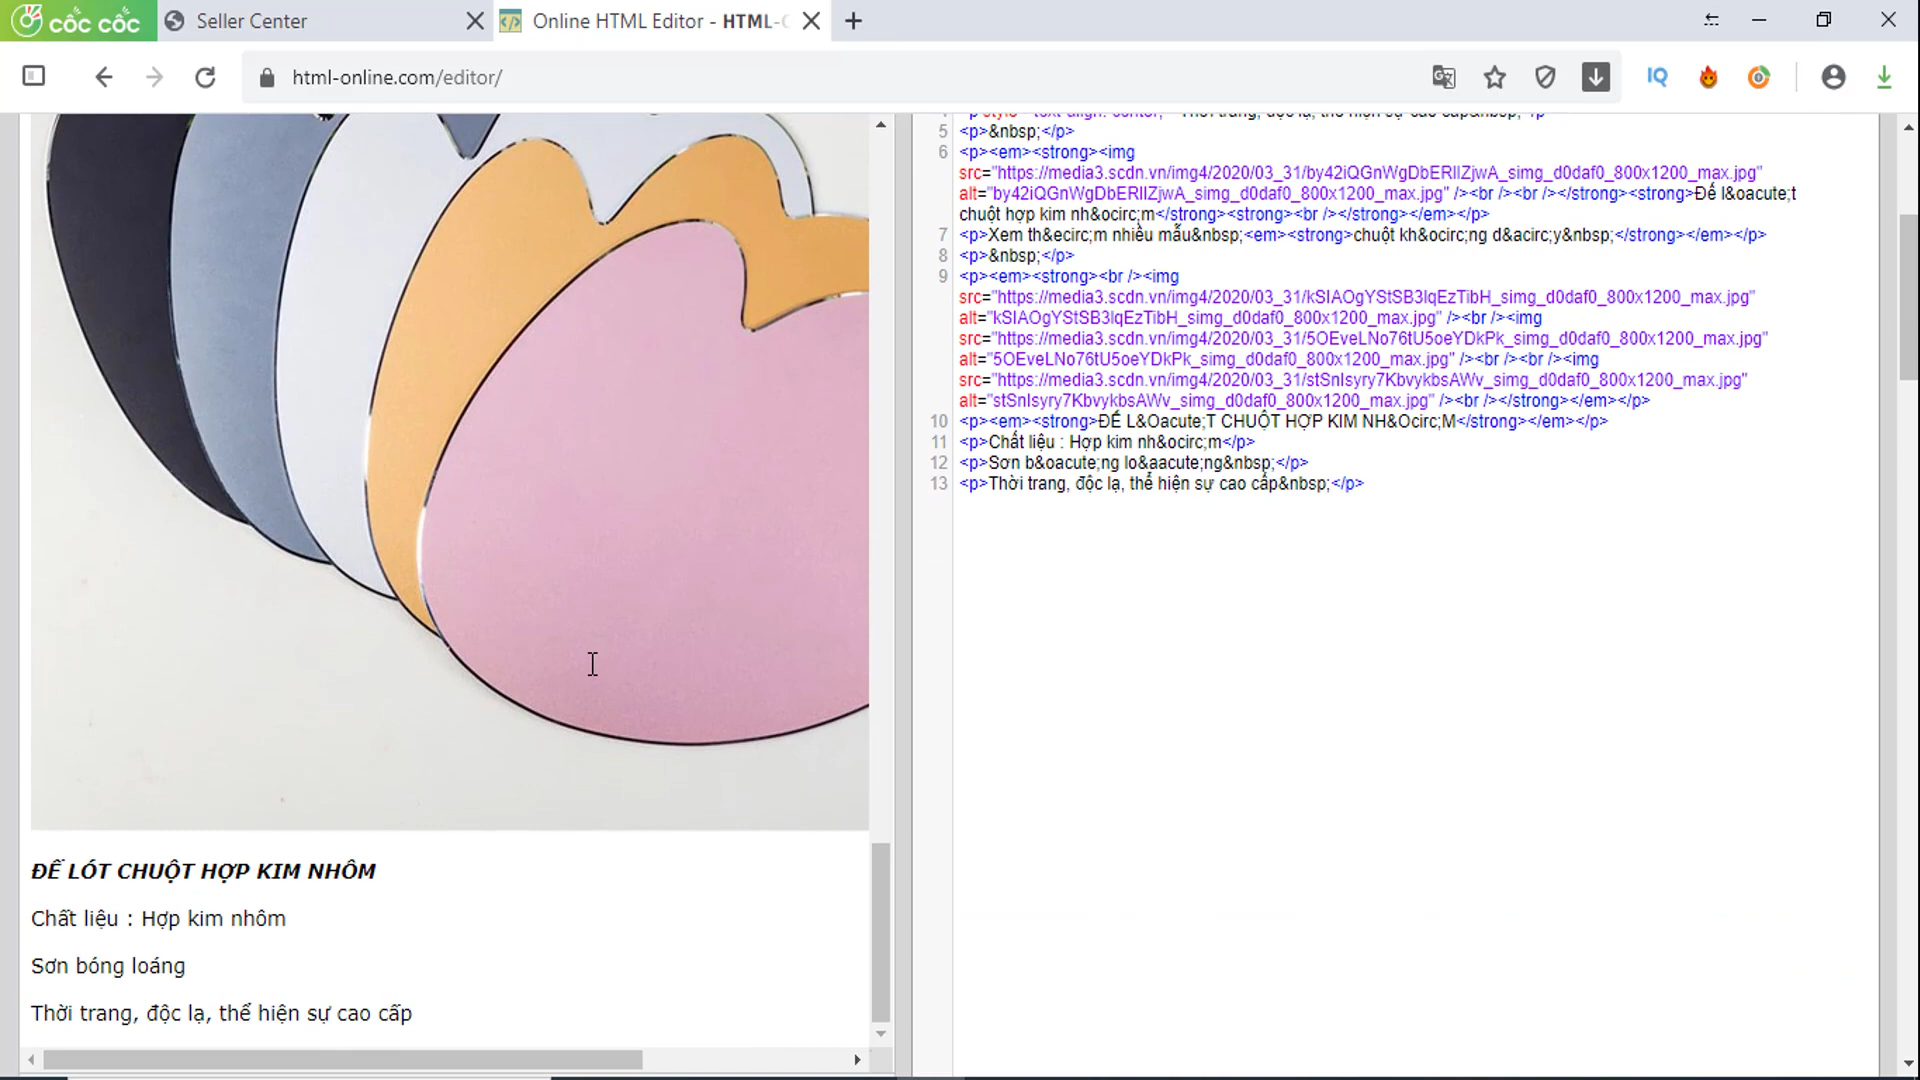 cốc cốc
Seller Center
Online HTML Editor - HTML-C
html-online.com/editor/
IQ
5 <p>&nbsp;</p>
6 <p><em><strong><img
src="https://media3.scdn.vn/img4/2020/03_31/by42iQGnWgDbERIlZjwA_simg_d0daf0_800x1200_max.jpg"
alt="by42iQGnWgDbERIlZjwA_simg_d0daf0_800x1200_max.jpg" /><br /><br /></strong><strong>Đế l&oacute;t
chuột hợp kim nh&ocirc;m</strong><strong><br /></strong></em></p>
7 <p>Xem th&ecirc;m nhiều mẫu&nbsp;<em><strong>chuột kh&ocirc;ng d&acirc;y&nbsp;</strong></em></p>
8 <p>&nbsp;</p>
9 <p><em><strong><br /><img
src="https://media3.scdn.vn/img4/2020/03_31/kSIAOgYStSB3lqEzTibH_simg_d0daf0_800x1200_max.jpg"
alt="kSIAOgYStSB3lqEzTibH_simg_d0daf0_800x1200_max.jpg" /><br /><img
src="https://media3.scdn.vn/img4/2020/03_31/5OEveLNo76tU5oeYDkPk_simg_d0daf0_800x1200_max.jpg"
alt="5OEveLNo76tU5oeYDkPk_simg_d0daf0_800x1200_max.jpg" /><br /><br /><img
src="https://media3.scdn.vn/img4/2020/03_31/stSnIsyry7KbvykbsAWv_simg_d0daf0_800x1200_max.jpg"
alt="stSnIsyry7KbvykbsAWv_simg_d0daf0_800x1200_max.jpg" /><br /></strong></em></p>
10 <p><em><strong>ĐẾ L&Oacute;T CHUỘT HỢP KIM NH&Ocirc;M</strong></em></p>
11 <p>Chất liệu : Hợp kim nh&ocirc;m</p>
12 <p>Sơn b&oacute;ng lo&aacute;ng&nbsp;</p>
13 <p>Thời trang, độc lạ, thể hiện sự cao cấp&nbsp;</p>
ĐẾ LÓT CHUỘT HỢP KIM NHÔM
Chất liệu : Hợp kim nhôm
Sơn bóng loáng
Thời trang, độc lạ, thể hiện sự cao cấp